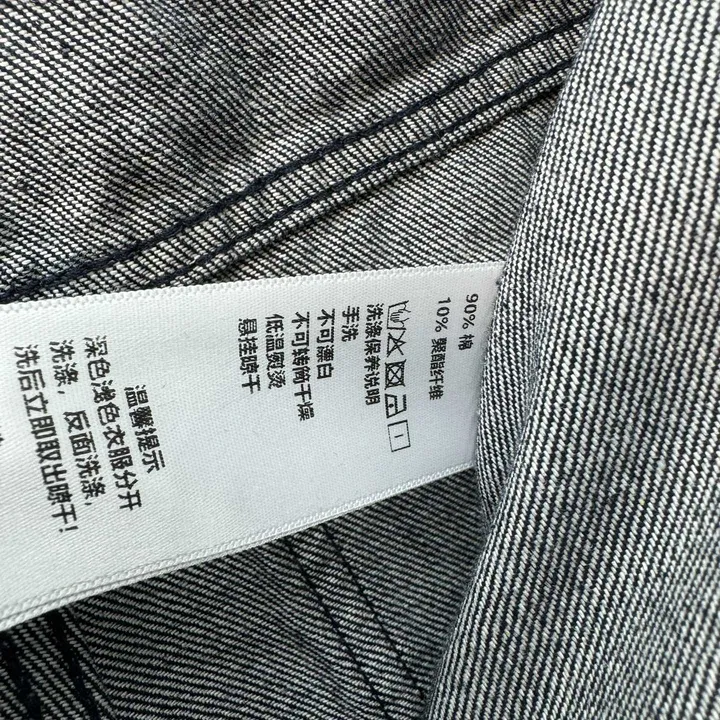 90% 棉
10% 聚酯纤维
洗涤保养说明
手洗
不可漂白
不可转筒干燥
低温熨烫
悬挂晾干
温馨提示
深色浅色衣服分开
洗涤，反面洗涤，
洗后立即取出晾干!